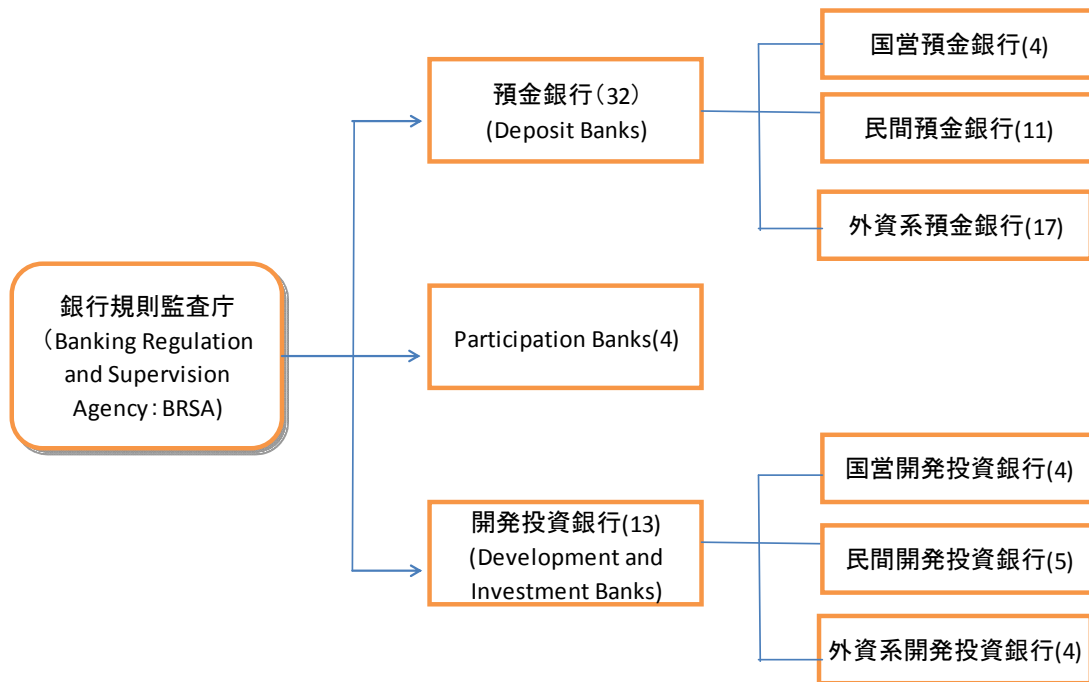 銀行規則監査庁
（Banking Regulation
and Supervision
Agency：BRSA)
預金銀行（32）
(Deposit Banks)
国営預金銀行(4)
民間預金銀行(11)
外資系預金銀行(17)
Participation Banks(4)
開発投資銀行(13)
(Development and
Investment Banks)
国営開発投資銀行(4)
民間開発投資銀行(5)
外資系開発投資銀行(4)